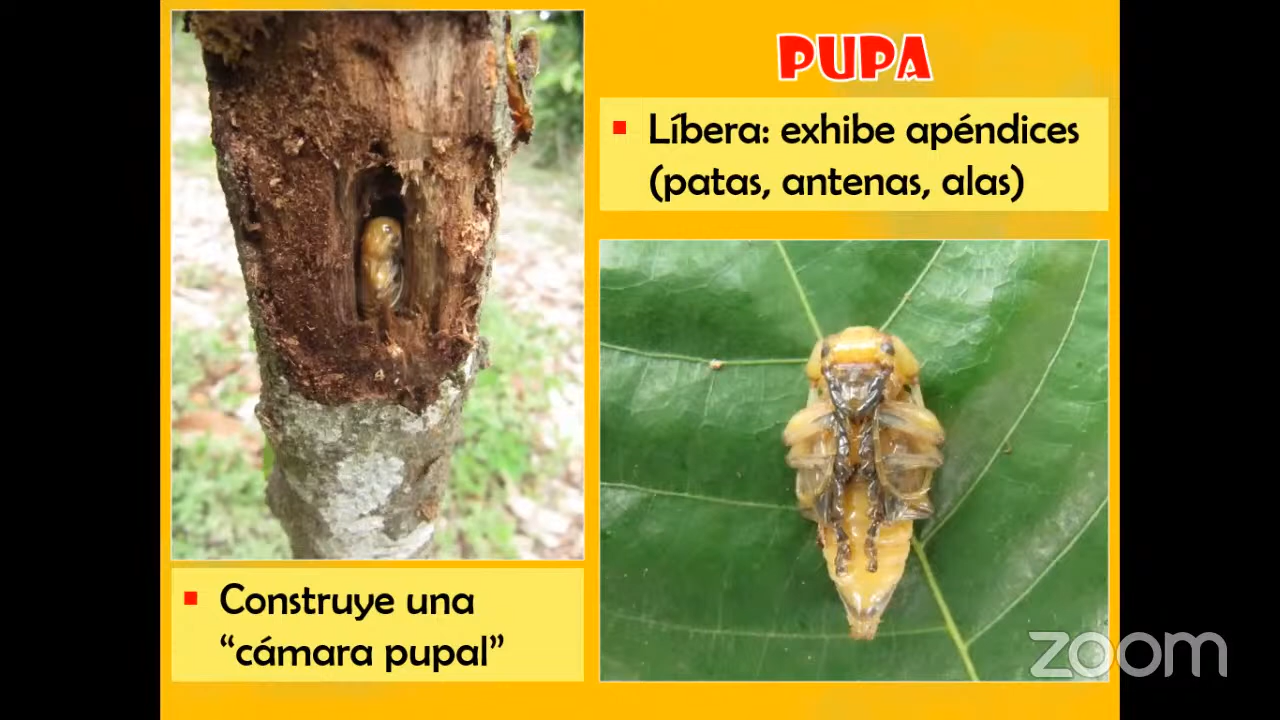 PUPA
▪ Líbera: exhibe apéndices
(patas, antenas, alas)
▪ Construye una
“cámara pupal”
zoom